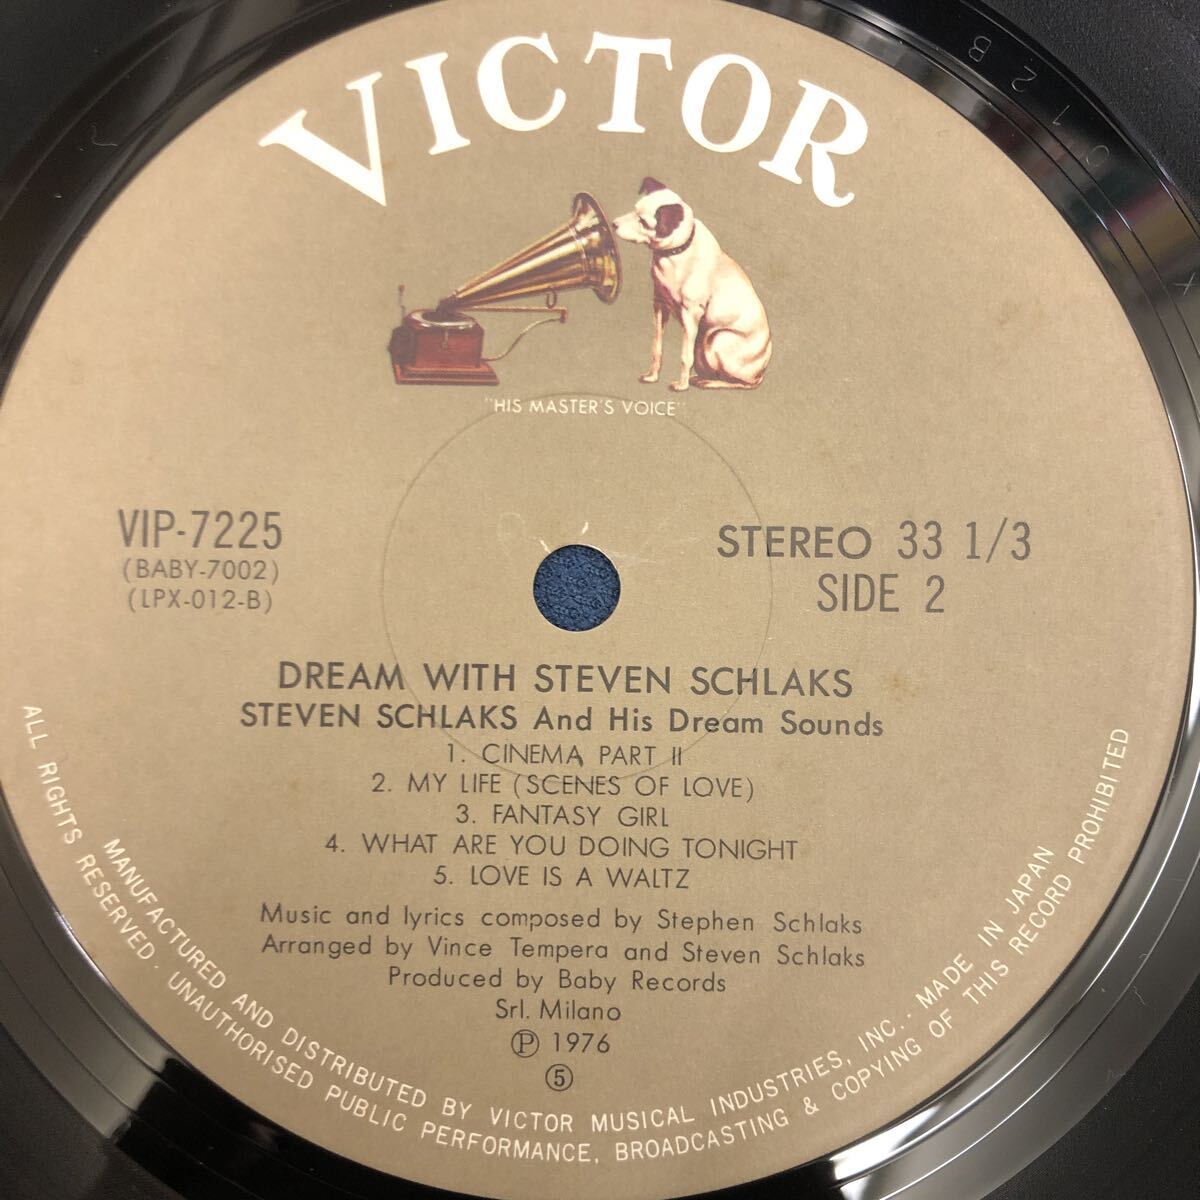 VICTOR
"HIS MASTER'S VOICE"
VIP-7225
(BABY-7002)
(LPX-012-B)
STEREO 33 1/3
SIDE 2
DREAM WITH STEVEN SCHLAKS
STEVEN SCHLAKS And His Dream Sounds
1. CINEMA PART II
2. MY LIFE (SCENES OF LOVE)
3. FANTASY GIRL
4. WHAT ARE YOU DOING TONIGHT
5. LOVE IS A WALTZ
Music and lyrics composed by Stephen Schlaks
Arranged by Vince Tempera and Steven Schlaks
Produced by Baby Records
Srl. Milano
Ⓟ 1976
⑤
MANUFACTURED AND DISTRIBUTED BY VICTOR MUSICAL INDUSTRIES, INC. · MADE IN JAPAN
ALL RIGHTS RESERVED · UNAUTHORISED PUBLIC PERFORMANCE, BROADCASTING & COPYING OF THIS RECORD PROHIBITED